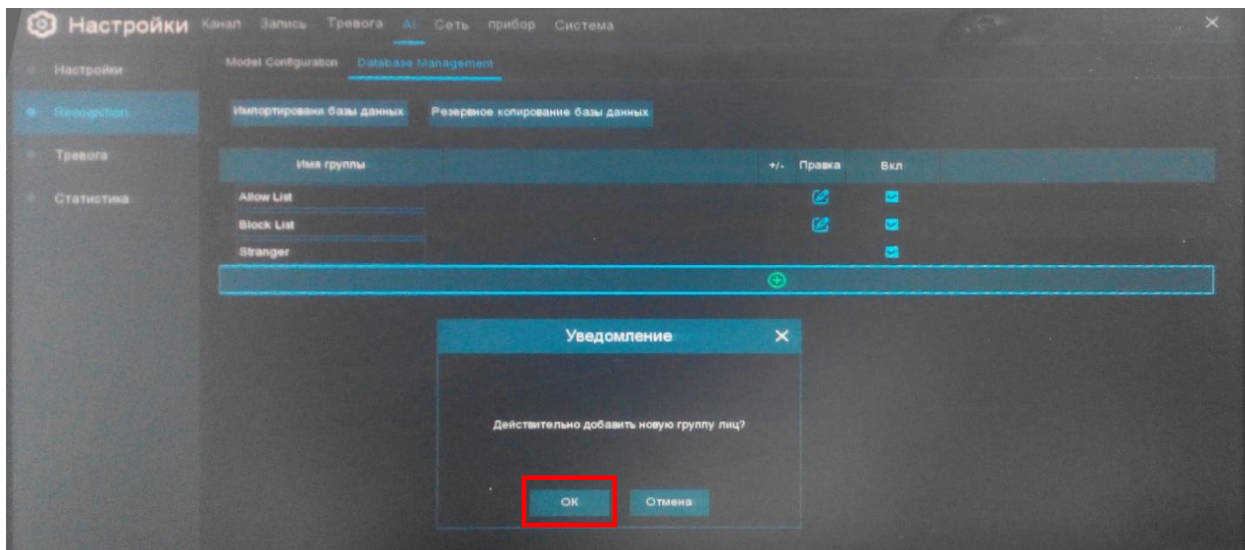 Настройки Канал Запись Тревога AI Сеть прибор Система
Настройки
Model Configuration Database Management
Recognition
Импортировани базы данных Резервное копирование базы данных
Тревога
Имя группы +/- Правка Вкл
Статистика
Allow List
Block List
Stranger
Уведомление
Действительно добавить новую группу лиц?
OK Отмена